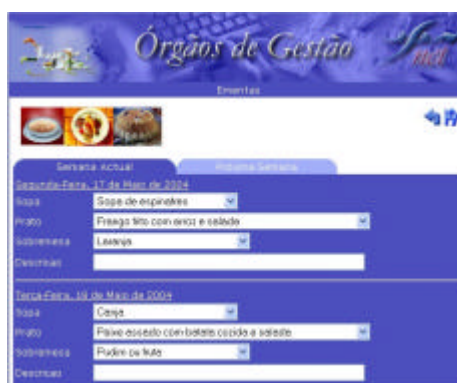 Órgãos de Gestão
Ementas
Semana Actual
Próxima Semana
Segunda-Feira, 17 de Maio de 2004
Sopa
Sopa de espinafres
Prato
Frango frito com arroz e salada
Sobremesa
Laranja
Descritivo
Terça-Feira, 18 de Maio de 2004
Sopa
Canja
Prato
Peixe assado com batata cozida e salada
Sobremesa
Pudim ou fruta